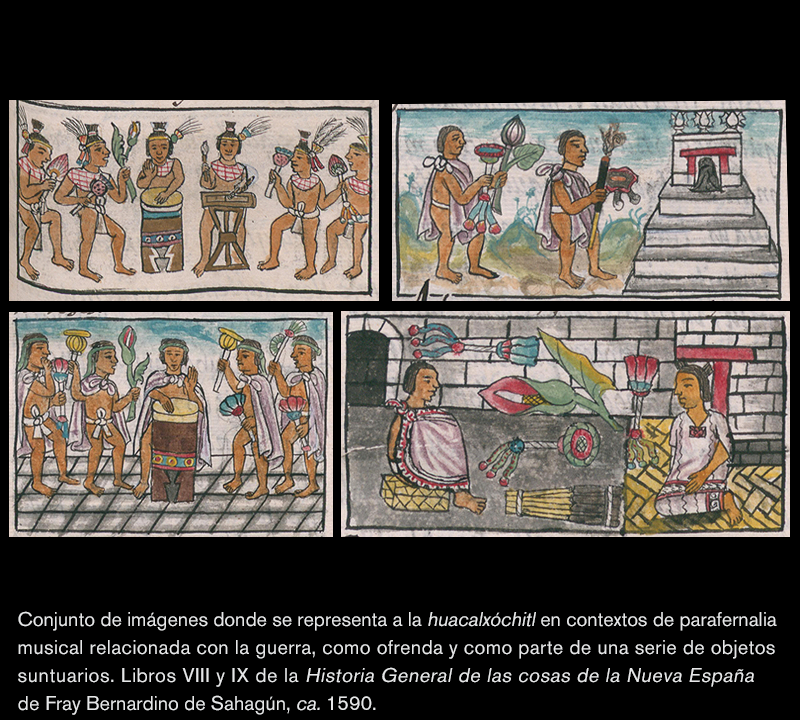 Conjunto de imágenes donde se representa a la huacalxóchitl en contextos de parafernalia
musical relacionada con la guerra, como ofrenda y como parte de una serie de objetos
suntuarios. Libros VIII y IX de la Historia General de las cosas de la Nueva España
de Fray Bernardino de Sahagún, ca. 1590.